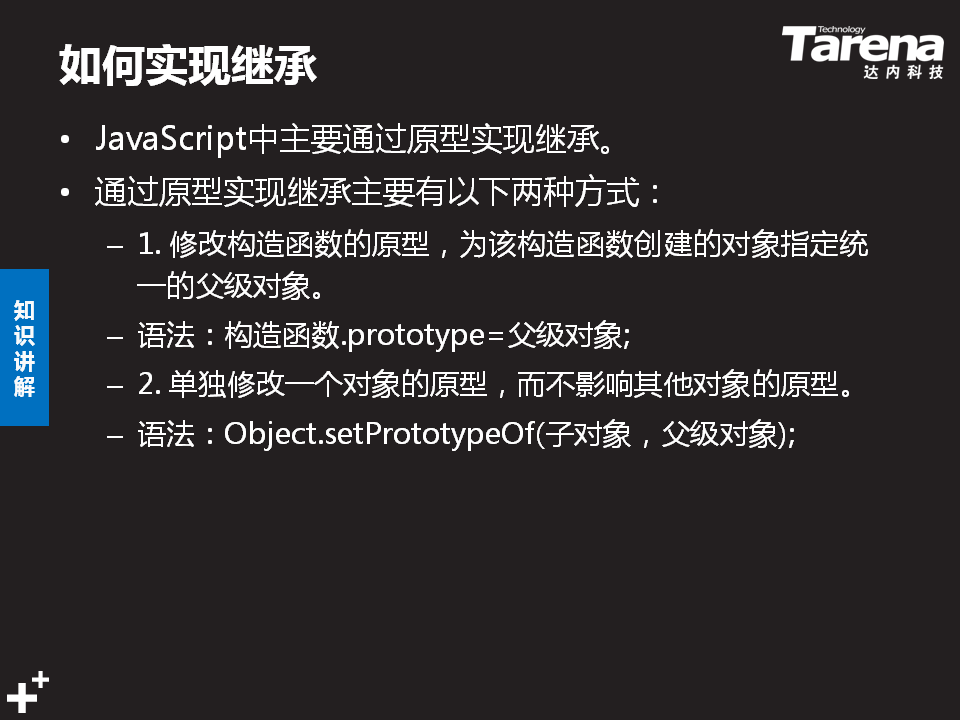 如何实现继承
Technology
Tarena
达内科技
• JavaScript中主要通过原型实现继承。
• 通过原型实现继承主要有以下两种方式：
– 1. 修改构造函数的原型，为该构造函数创建的对象指定统
一的父级对象。
– 语法：构造函数.prototype=父级对象;
– 2. 单独修改一个对象的原型，而不影响其他对象的原型。
– 语法：Object.setPrototypeOf(子对象，父级对象);
知
识
讲
解